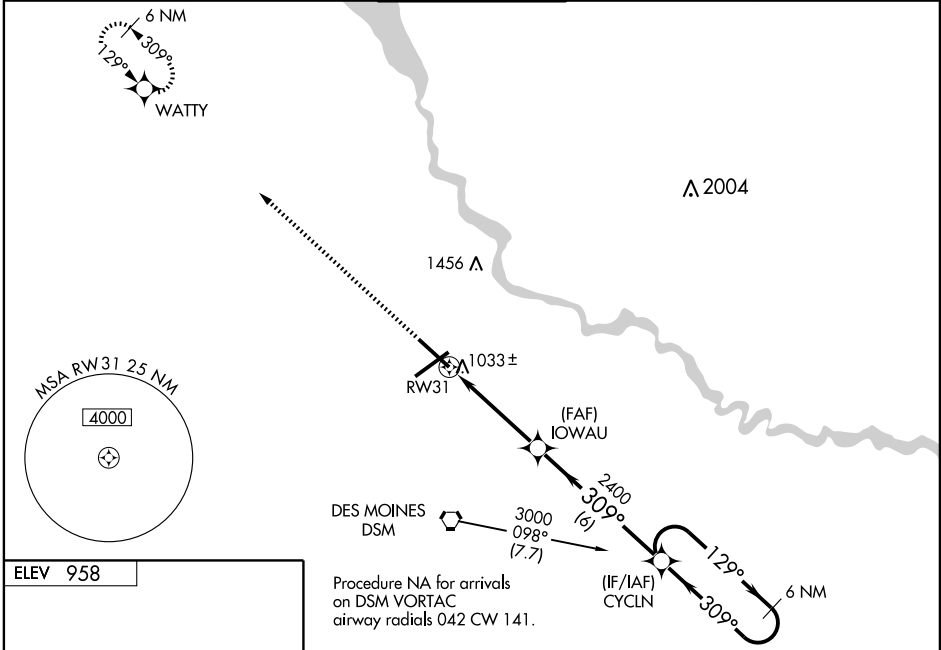 6 NM
309°
129°
WATTY
2004
1456
1033±
RW31
MSA RW31 25 NM
4000
(FAF)
IOWAU
2400
309°
(6)
DES MOINES
DSM
3000
098°
(7.7)
(IF/IAF)
CYCLN
129°
309°
6 NM
ELEV 958
Procedure NA for arrivals
on DSM VORTAC
airway radials 042 CW 141.